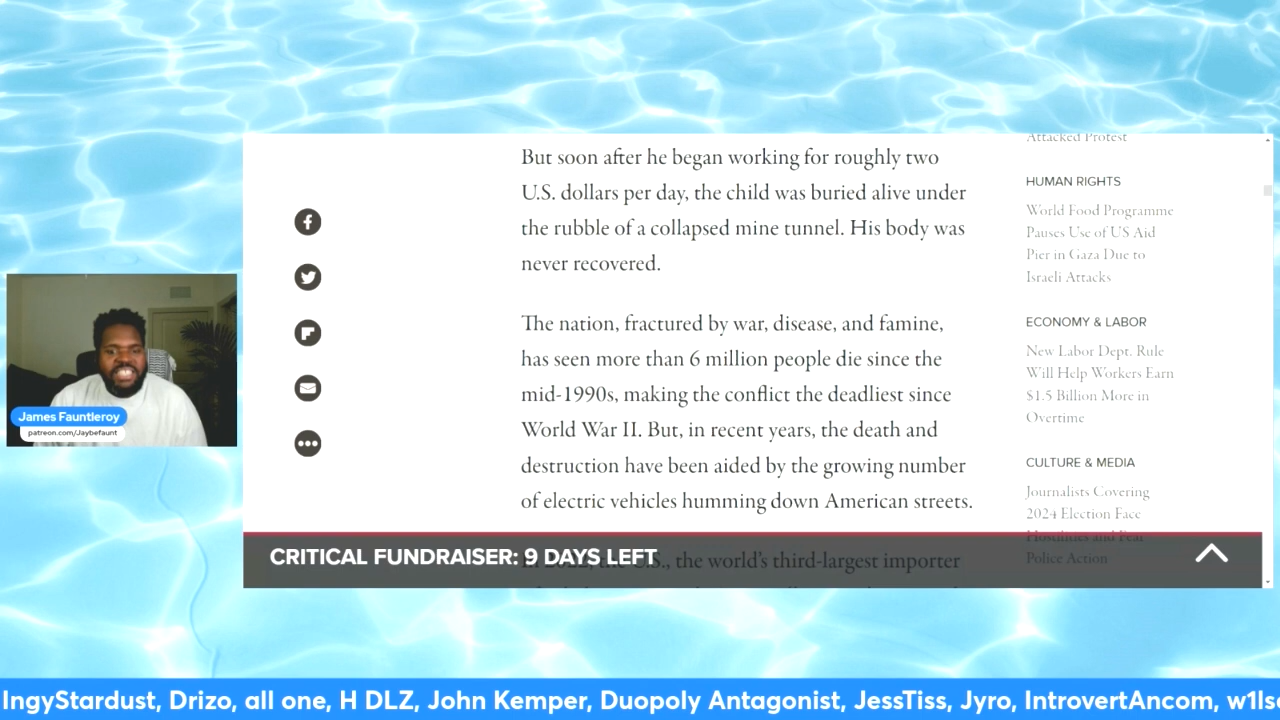 But soon after he began working for roughly two
U.S. dollars per day, the child was buried alive under
the rubble of a collapsed mine tunnel. His body was
never recovered.
The nation, fractured by war, disease, and famine,
has seen more than 6 million people die since the
mid-1990s, making the conflict the deadliest since
World War II. But, in recent years, the death and
destruction have been aided by the growing number
of electric vehicles humming down American streets.
In 2022, the U.S., the world's third-largest importer
Attacked Protest
HUMAN RIGHTS
World Food Programme
Pauses Use of US Aid
Pier in Gaza Due to
Israeli Attacks
ECONOMY & LABOR
New Labor Dept. Rule
Will Help Workers Earn
$1.5 Billion More in
Overtime
CULTURE & MEDIA
Journalists Covering
2024 Election Face
Hostilities and Fear
Police Action
CRITICAL FUNDRAISER: 9 DAYS LEFT
James Fauntleroy
patreon.com/Jaybefaunt
IngyStardust, Drizo, all one, H DLZ, John Kemper, Duopoly Antagonist, JessTiss, Jyro, IntrovertAncom,